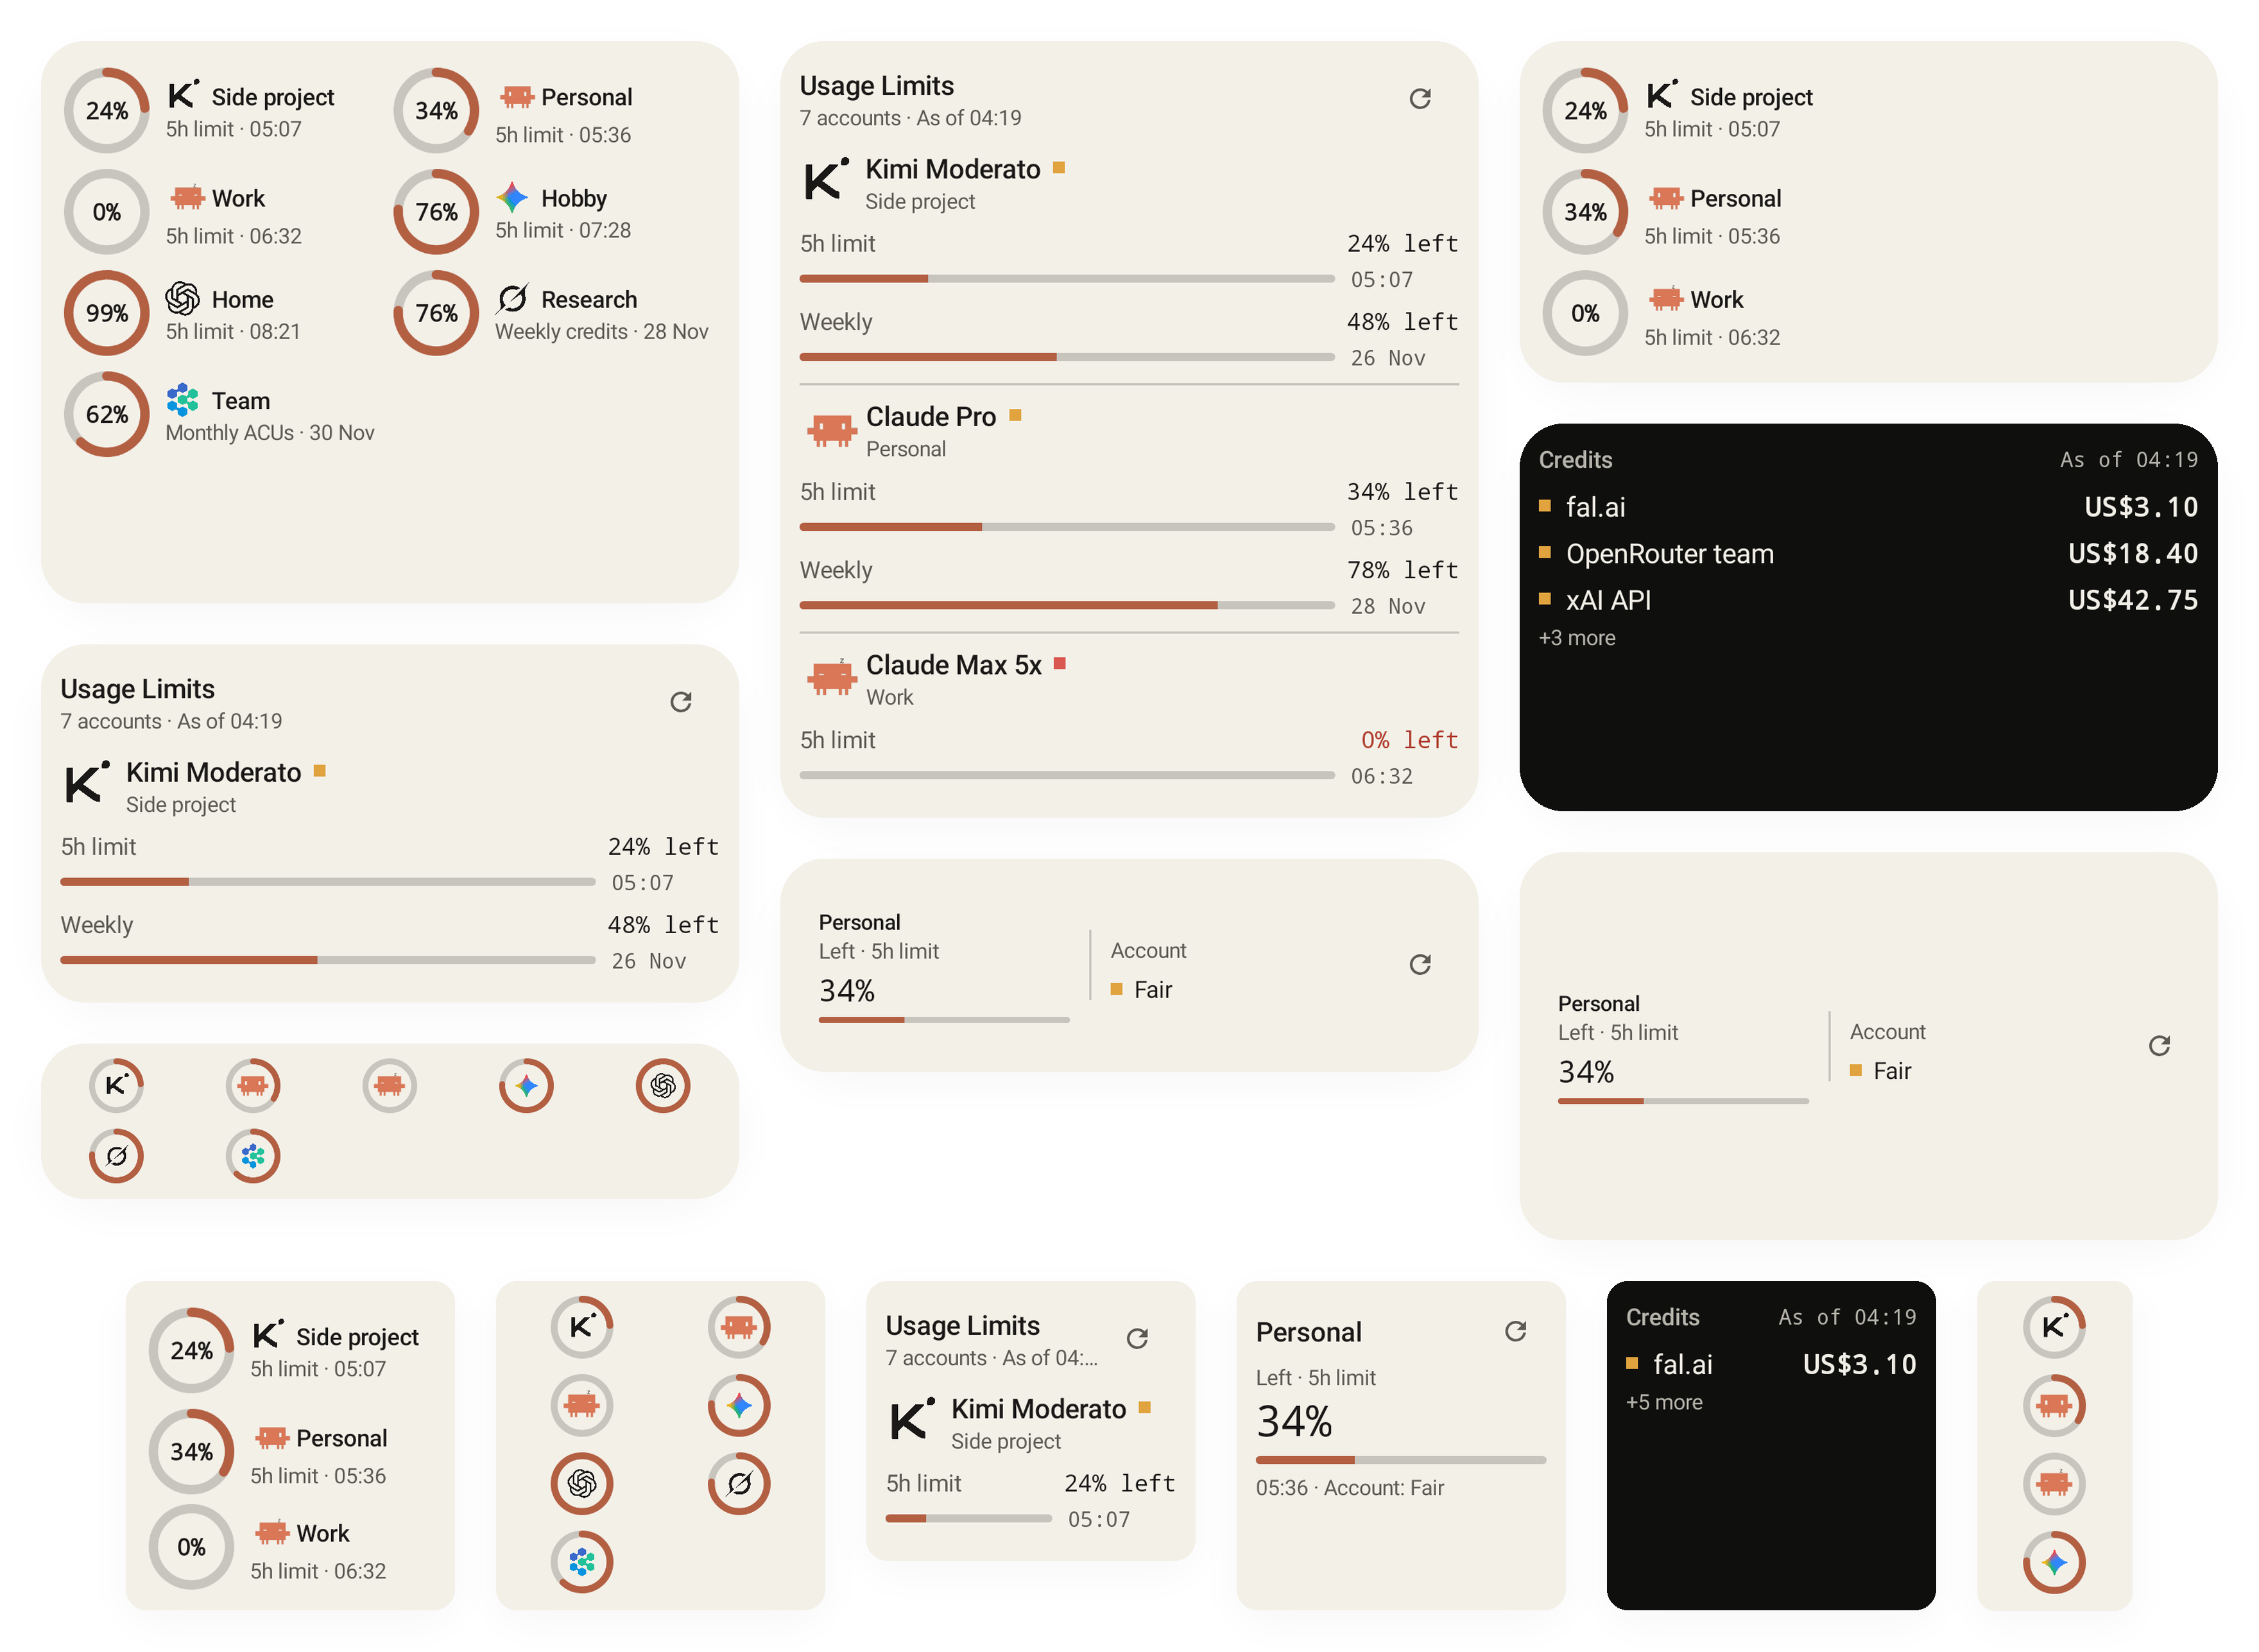 24%
Side project
5h limit · 05:07
34%
Personal
5h limit · 05:36
0%
Work
5h limit · 06:32
76%
Hobby
5h limit · 07:28
99%
Home
5h limit · 08:21
76%
Research
Weekly credits · 28 Nov
62%
Team
Monthly ACUs · 30 Nov
Usage Limits
7 accounts · As of 04:19
Kimi Moderato
Side project
5h limit 24% left
05:07
Weekly 48% left
26 Nov
Usage Limits
7 accounts · As of 04:19
Kimi Moderato
Side project
5h limit 24% left
05:07
Weekly 48% left
26 Nov
Claude Pro
Personal
5h limit 34% left
05:36
Weekly 78% left
28 Nov
Claude Max 5x
Work
5h limit 0% left
06:32
Personal
Left · 5h limit
34%
Account
Fair
24%
Side project
5h limit · 05:07
34%
Personal
5h limit · 05:36
0%
Work
5h limit · 06:32
Credits As of 04:19
fal.ai US$3.10
OpenRouter team US$18.40
xAI API US$42.75
+3 more
Personal
Left · 5h limit
34%
Account
Fair
24%
Side project
5h limit · 05:07
34%
Personal
5h limit · 05:36
0%
Work
5h limit · 06:32
Usage Limits
7 accounts · As of 04:...
Kimi Moderato
Side project
5h limit 24% left
05:07
Personal
Left · 5h limit
34%
05:36 · Account: Fair
Credits As of 04:19
fal.ai US$3.10
+5 more